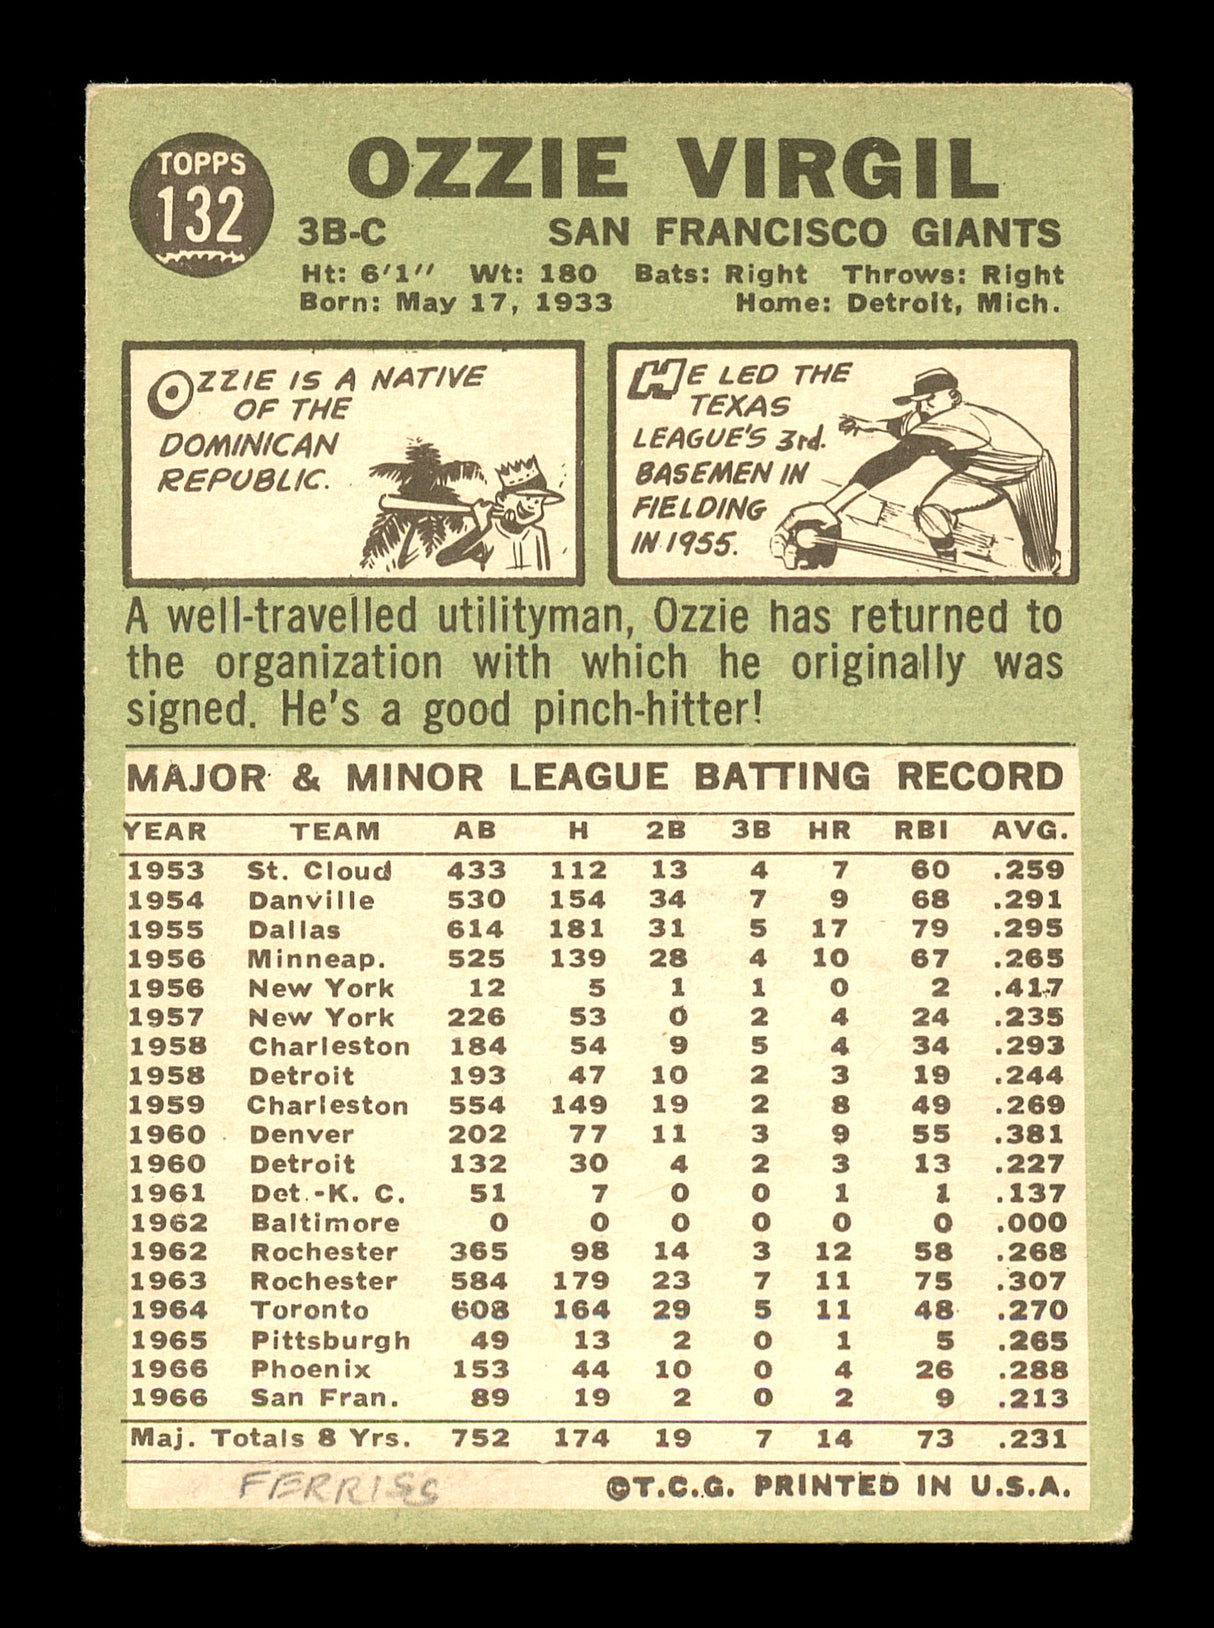 TOPPS
132
OZZIE VIRGIL
3B-C SAN FRANCISCO GIANTS
Ht: 6'1" Wt: 180 Bats: Right Throws: Right
Born: May 17, 1933 Home: Detroit, Mich.
OZZIE IS A NATIVE
OF THE
DOMINICAN
REPUBLIC.
HE LED THE
TEXAS
LEAGUE'S 3rd.
BASEMEN IN
FIELDING
IN 1955.
A well-travelled utilityman, Ozzie has returned to
the organization with which he originally was
signed. He's a good pinch-hitter!
MAJOR & MINOR LEAGUE BATTING RECORD
YEAR TEAM AB H 2B 3B HR RBI AVG.
1953 St. Cloud 433 112 13 4 7 60 .259
1954 Danville 530 154 34 7 9 68 .291
1955 Dallas 614 181 31 5 17 79 .295
1956 Minneap. 525 139 28 4 10 67 .265
1956 New York 12 5 1 1 0 2 .417
1957 New York 226 53 0 2 4 24 .235
1958 Charleston 184 54 9 5 4 34 .293
1958 Detroit 193 47 10 2 3 19 .244
1959 Charleston 554 149 19 2 8 49 .269
1960 Denver 202 77 11 3 9 55 .381
1960 Detroit 132 30 4 2 3 13 .227
1961 Det.-K. C. 51 7 0 0 1 1 .137
1962 Baltimore 0 0 0 0 0 0 .000
1962 Rochester 365 98 14 3 12 58 .268
1963 Rochester 584 179 23 7 11 75 .307
1964 Toronto 608 164 29 5 11 48 .270
1965 Pittsburgh 49 13 2 0 1 5 .265
1966 Phoenix 153 44 10 0 4 26 .288
1966 San Fran. 89 19 2 0 2 9 .213
Maj. Totals 8 Yrs. 752 174 19 7 14 73 .231
FERRISS ©T.C.G. PRINTED IN U.S.A.